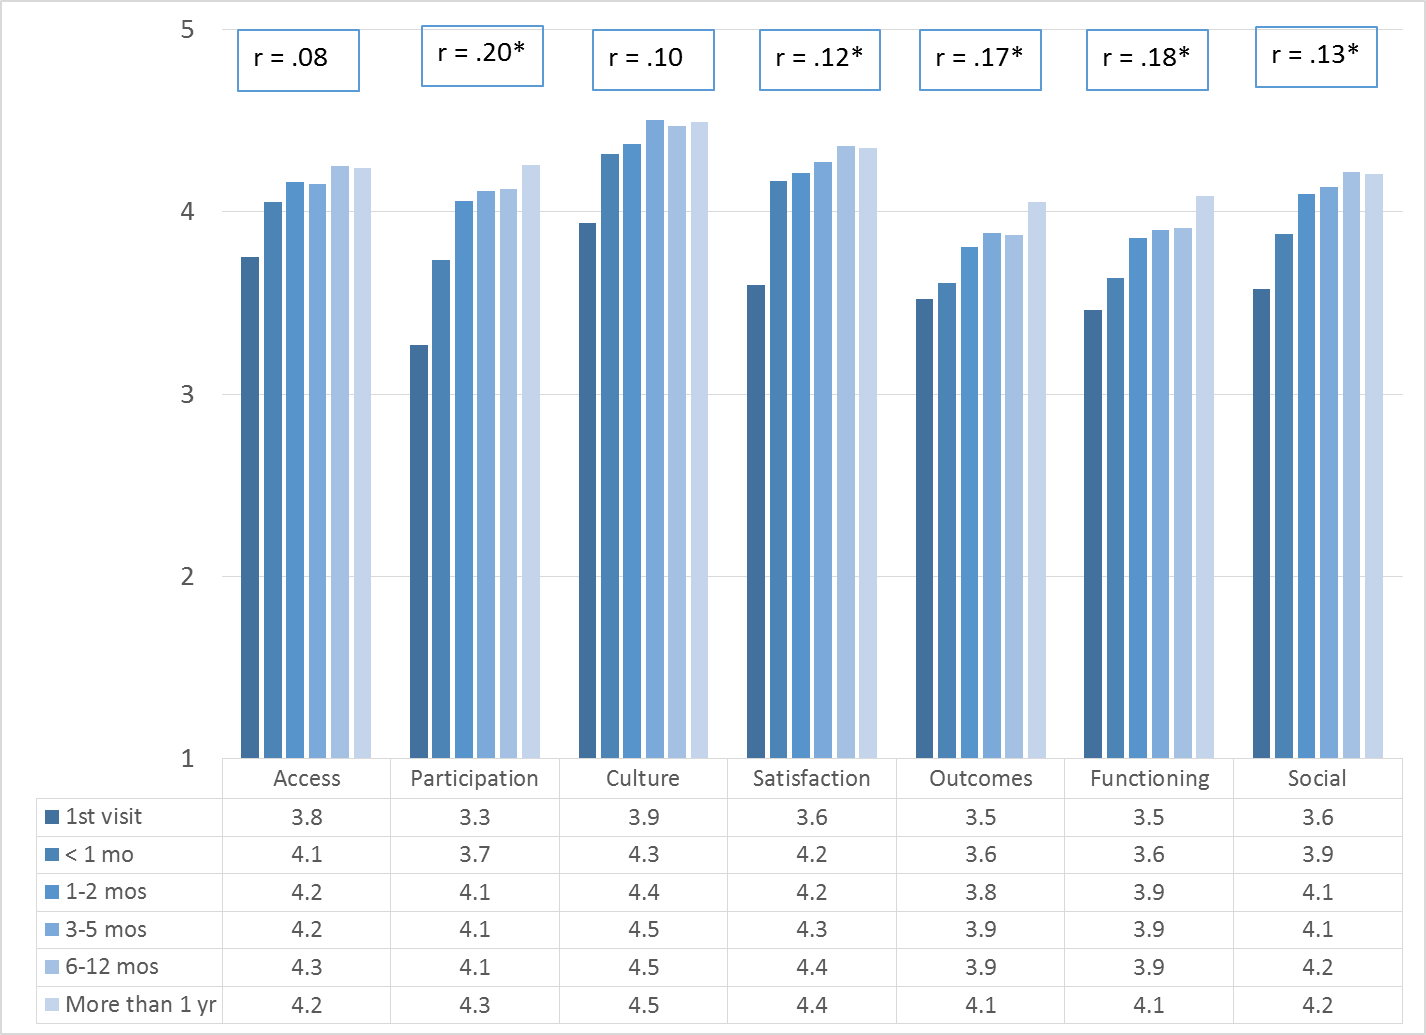 5
r = .08
r = .20*
r = .10
r = .12*
r = .17*
r = .18*
r = .13*
4
3
2
1
Access Participation Culture Satisfaction Outcomes Functioning Social
1st visit 3.8 3.3 3.9 3.6 3.5 3.5 3.6
< 1 mo 4.1 3.7 4.3 4.2 3.6 3.6 3.9
1-2 mos 4.2 4.1 4.4 4.2 3.8 3.9 4.1
3-5 mos 4.2 4.1 4.5 4.3 3.9 3.9 4.1
6-12 mos 4.3 4.1 4.5 4.4 3.9 3.9 4.2
More than 1 yr 4.2 4.3 4.5 4.4 4.1 4.1 4.2